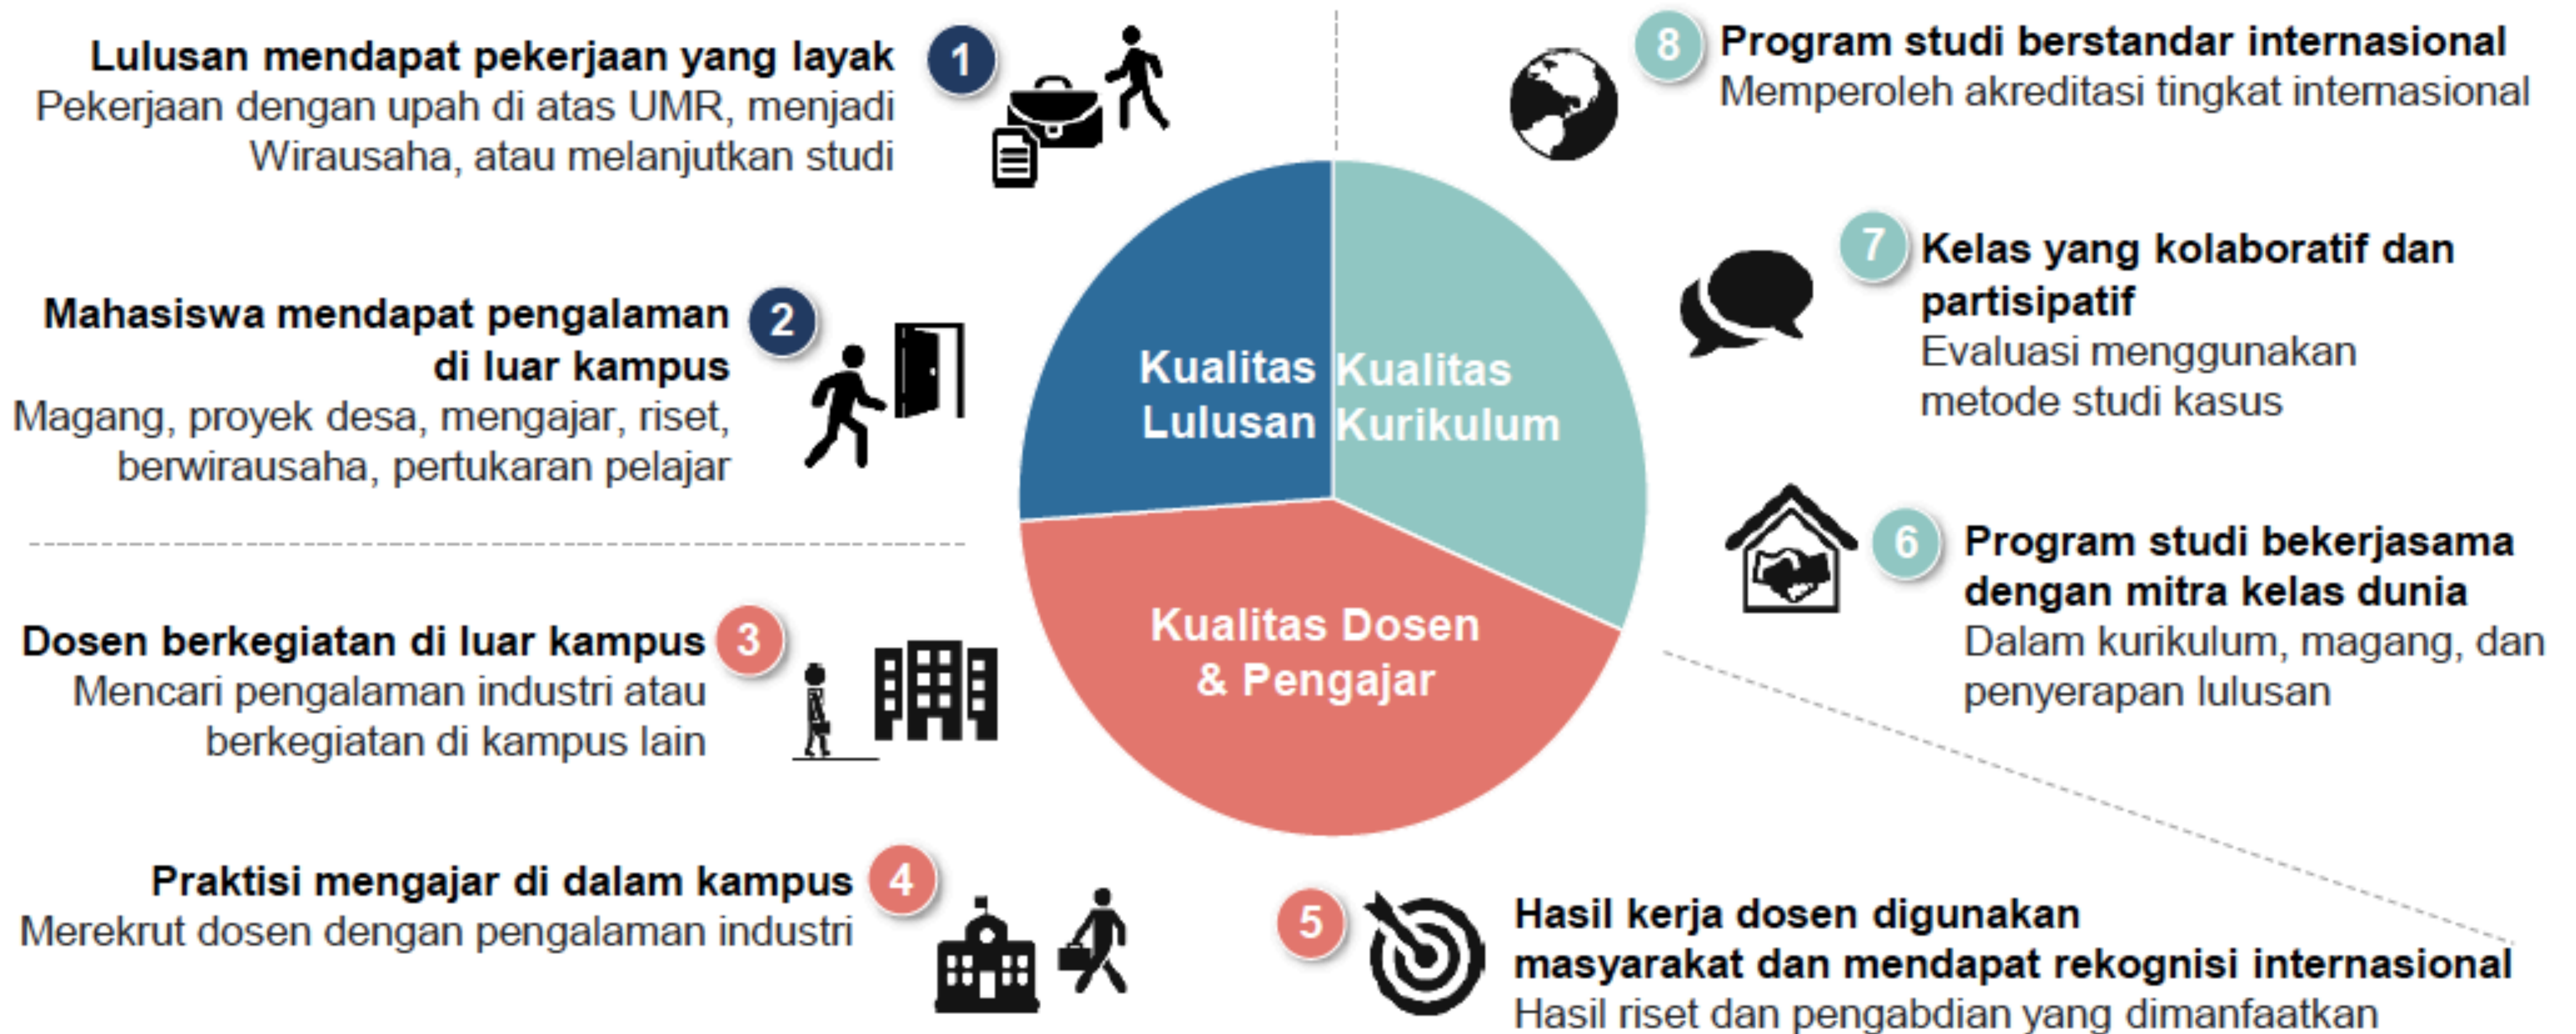 1
Lulusan mendapat pekerjaan yang layak
Pekerjaan dengan upah di atas UMR, menjadi
Wirausaha, atau melanjutkan studi
2
Mahasiswa mendapat pengalaman
di luar kampus
Magang, proyek desa, mengajar, riset,
berwirausaha, pertukaran pelajar
3
Dosen berkegiatan di luar kampus
Mencari pengalaman industri atau
berkegiatan di kampus lain
4
Praktisi mengajar di dalam kampus
Merekrut dosen dengan pengalaman industri
Kualitas
Lulusan
Kualitas
Kurikulum
Kualitas Dosen
& Pengajar
8
Program studi berstandar internasional
Memperoleh akreditasi tingkat internasional
7
Kelas yang kolaboratif dan
partisipatif
Evaluasi menggunakan
metode studi kasus
6
Program studi bekerjasama
dengan mitra kelas dunia
Dalam kurikulum, magang, dan
penyerapan lulusan
5
Hasil kerja dosen digunakan
masyarakat dan mendapat rekognisi internasional
Hasil riset dan pengabdian yang dimanfaatkan